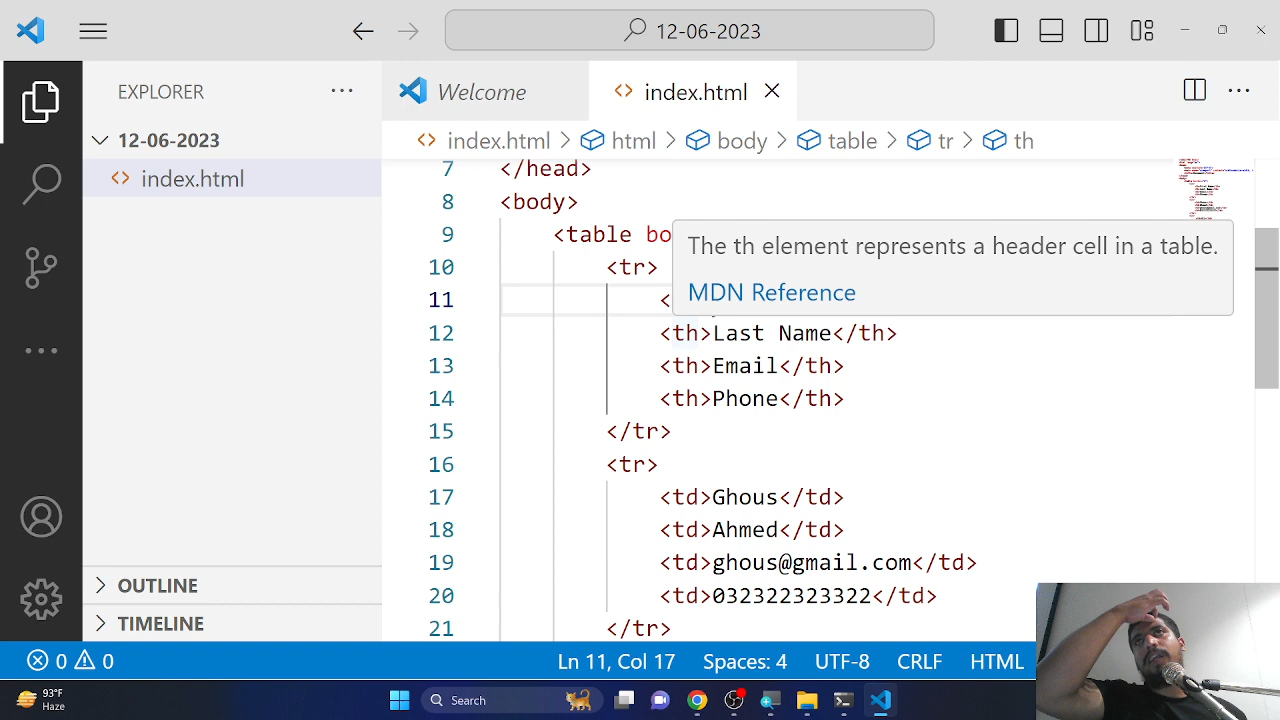 12-06-2023
EXPLORER
Welcome
index.html
12-06-2023
index.html > html > body > table > tr > th
index.html
7 </head>
8 <body>
9 <table bo
The th element represents a header cell in a table.
10 <tr>
MDN Reference
11 <
12 <th>Last Name</th>
13 <th>Email</th>
14 <th>Phone</th>
15 </tr>
16 <tr>
17 <td>Ghous</td>
18 <td>Ahmed</td>
19 <td>ghous@gmail.com</td>
20 <td>032322323322</td>
21 </tr>
OUTLINE
TIMELINE
0 0
Ln 11, Col 17 Spaces: 4 UTF-8 CRLF HTML
93°F
Haze
Search